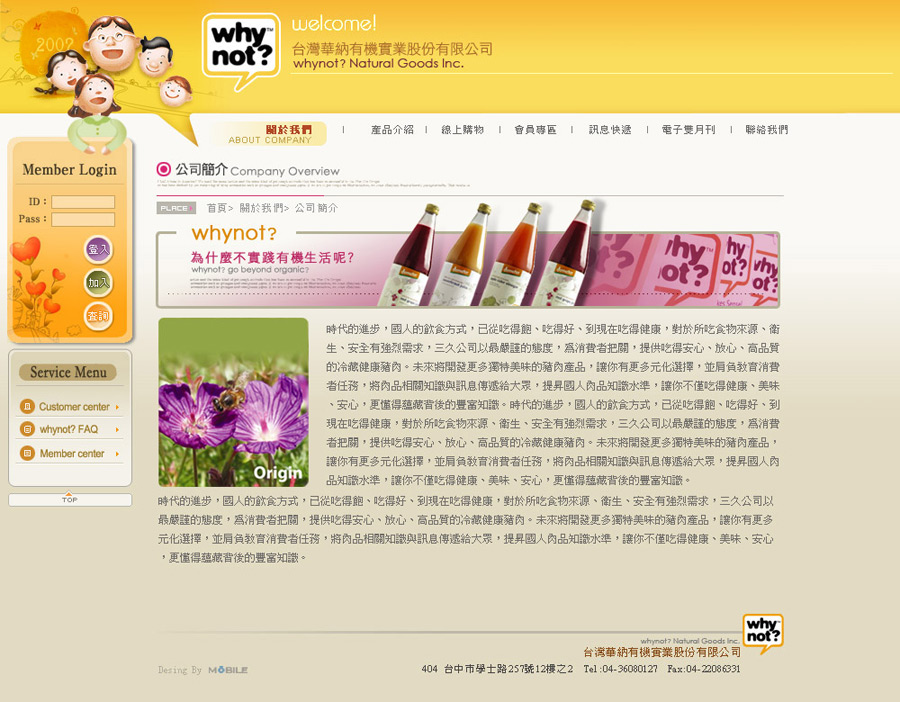 2009
why
not?™
welcome!
台灣華納有機實業股份有限公司
whynot? Natural Goods Inc.
關於我們
ABOUT COMPANY
產品介紹
線上購物
會員專區
訊息快遞
電子雙月刊
聯絡我們
Member Login
ID：
Pass：
登入
加入
查詢
Service Menu
Customer center
whynot? FAQ
Member center
TOP
公司簡介 Company Overview
PLACE
首頁> 關於我們> 公司簡介
whynot?
為什麼不實踐有機生活呢?
whynot? go beyond organic?
Origin
時代的進步，國人的飲食方式，已從吃得飽、吃得好、到現在吃得健康，對於所吃食物來源、衛
生、安全有強烈需求，三久公司以最嚴謹的態度，為消費者把關，提供吃得安心、放心、高品質
的冷藏健康豬肉。未來將開發更多獨特美味的豬肉產品，讓你有更多元化選擇，並肩負教育消費
者任務，將肉品相關知識與訊息傳遞給大眾，提昇國人肉品知識水準，讓你不僅吃得健康、美味
、安心，更懂得蘊藏背後的豐富知識。時代的進步，國人的飲食方式，已從吃得飽、吃得好、到
現在吃得健康，對於所吃食物來源、衛生、安全有強烈需求，三久公司以最嚴謹的態度，為消費
者把關，提供吃得安心、放心、高品質的冷藏健康豬肉。未來將開發更多獨特美味的豬肉產品，
讓你有更多元化選擇，並肩負教育消費者任務，將肉品相關知識與訊息傳遞給大眾，提昇國人肉
品知識水準，讓你不僅吃得健康、美味、安心，更懂得蘊藏背後的豐富知識。
時代的進步，國人的飲食方式，已從吃得飽、吃得好、到現在吃得健康，對於所吃食物來源、衛生、安全有強烈需求，三久公司以
最嚴謹的態度，為消費者把關，提供吃得安心、放心、高品質的冷藏健康豬肉。未來將開發更多獨特美味的豬肉產品，讓你有更多
元化選擇，並肩負教育消費者任務，將肉品相關知識與訊息傳遞給大眾，提昇國人肉品知識水準，讓你不僅吃得健康、美味、安心
，更懂得蘊藏背後的豐富知識。
why
not?
whynot? Natural Goods Inc.
台灣華納有機實業股份有限公司
Desing By MOBILE
404 台中市學士路257號12樓之2 Tel:04-36080127 Fax:04-22086331